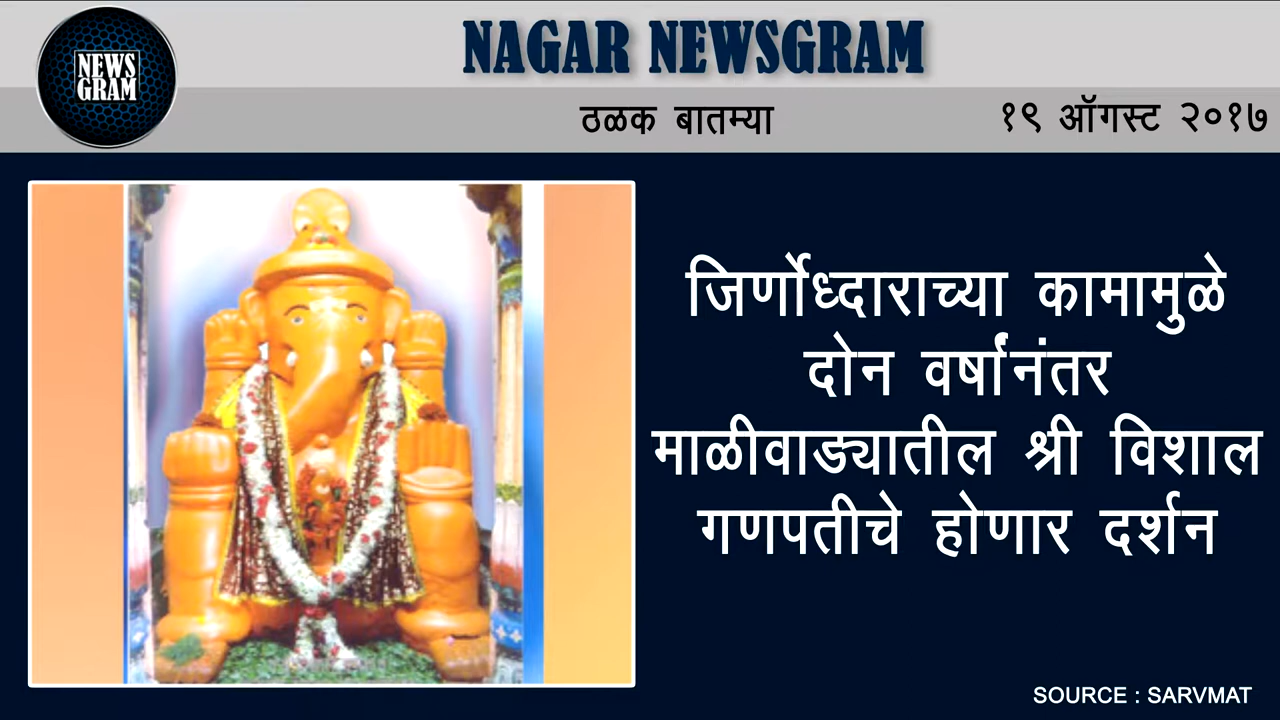 NEWS
GRAM
NAGAR NEWSGRAM
ठळक बातम्या
१९ ऑगस्ट २०१७
जिर्णोध्दाराच्या कामामुळे
दोन वर्षांनंतर
माळीवाड्यातील श्री विशाल
गणपतीचे होणार दर्शन
SOURCE : SARVMAT